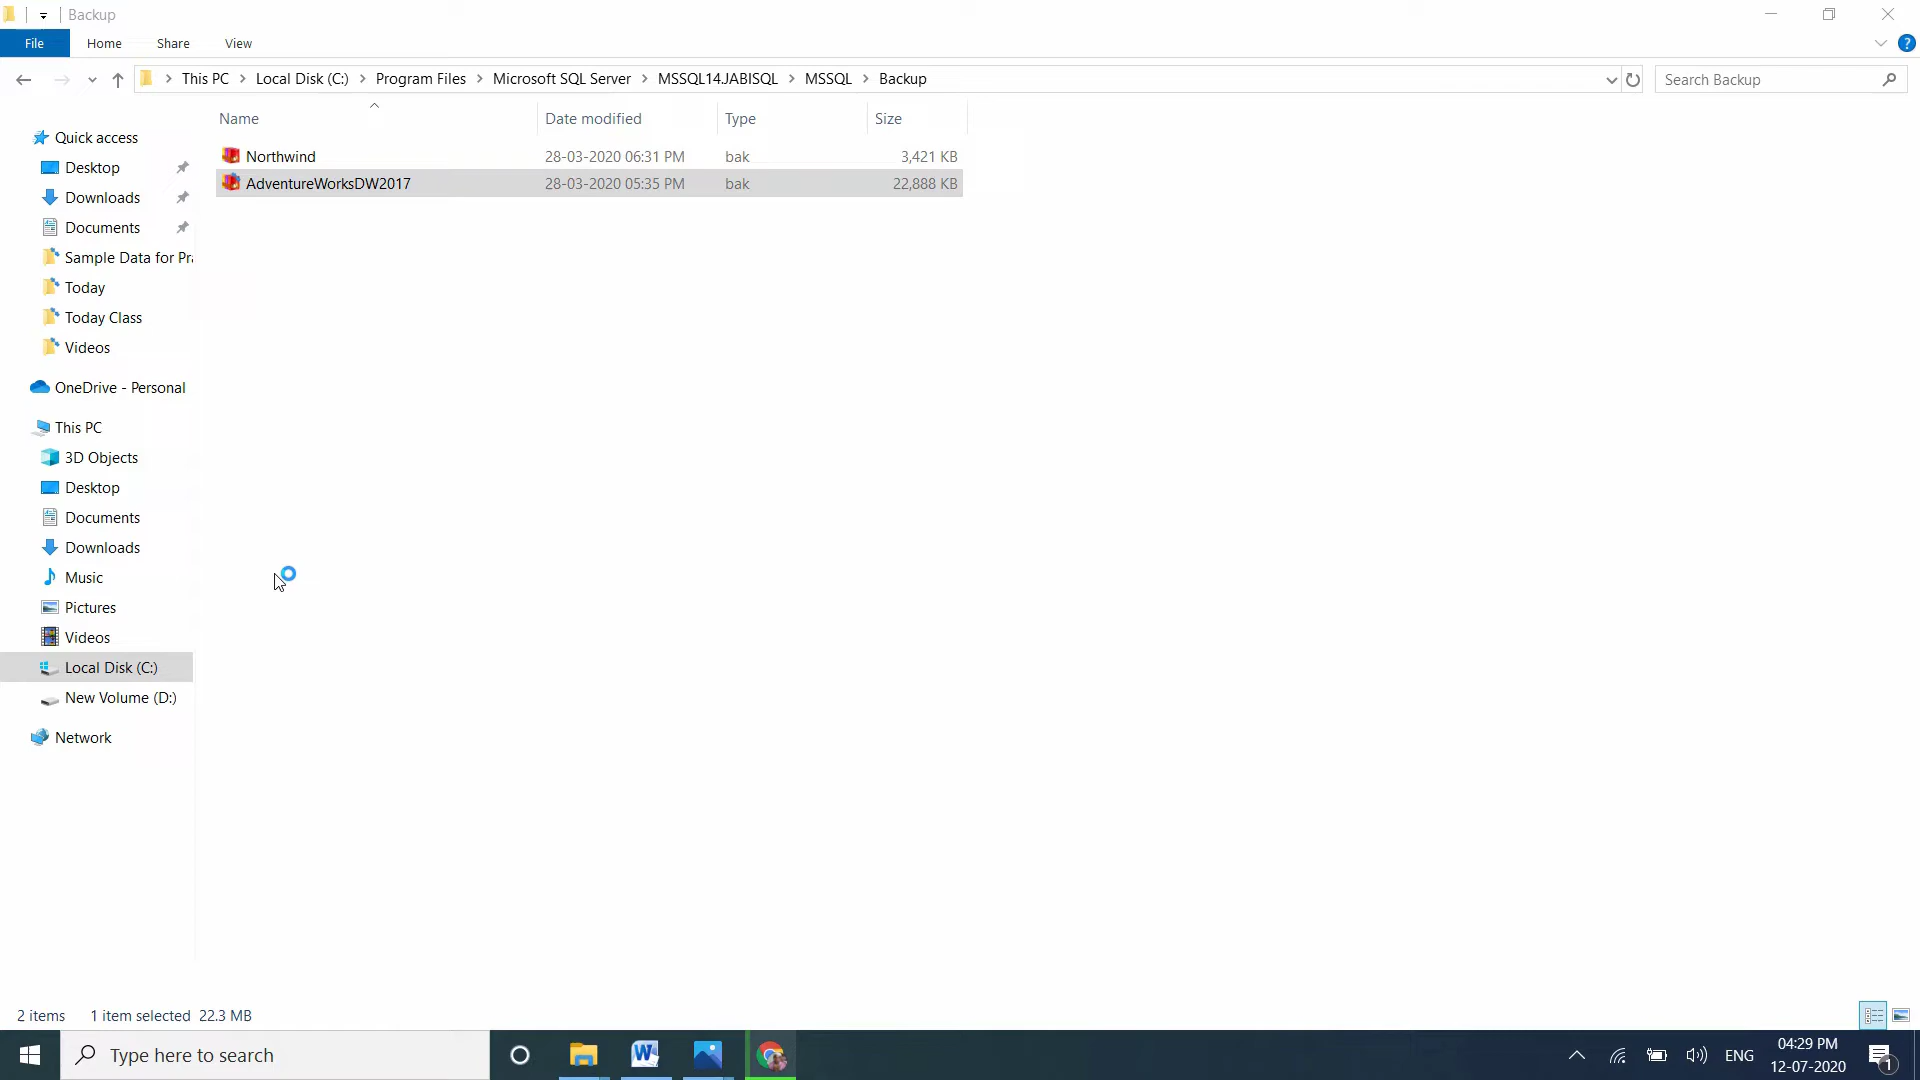 Backup
File Home Share View
This PC Local Disk (C:) Program Files Microsoft SQL Server MSSQL14.JABISQL MSSQL Backup Search Backup
Name Date modified Type Size
Northwind 28-03-2020 06:31 PM bak 3,421 KB
AdventureWorksDW2017 28-03-2020 05:35 PM bak 22,888 KB
Quick access
Desktop
Downloads
Documents
Sample Data for Pra
Today
Today Class
Videos
OneDrive - Personal
This PC
3D Objects
Desktop
Documents
Downloads
Music
Pictures
Videos
Local Disk (C:)
New Volume (D:)
Network
2 items 1 item selected 22.3 MB
Type here to search
ENG
04:29 PM
12-07-2020
1